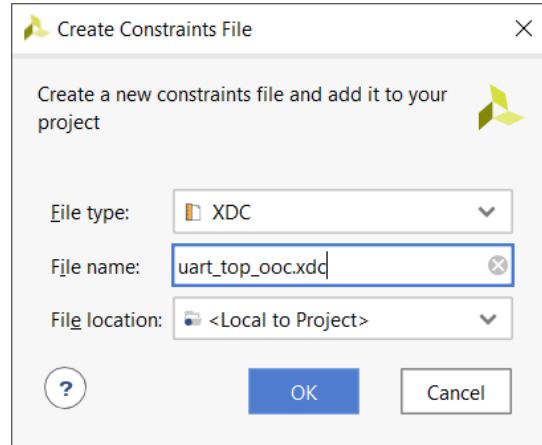 Create Constraints File
Create a new constraints file and add it to your
project
File type: XDC
File name: uart_top_ooc.xdc
File location: <Local to Project>
? OK Cancel